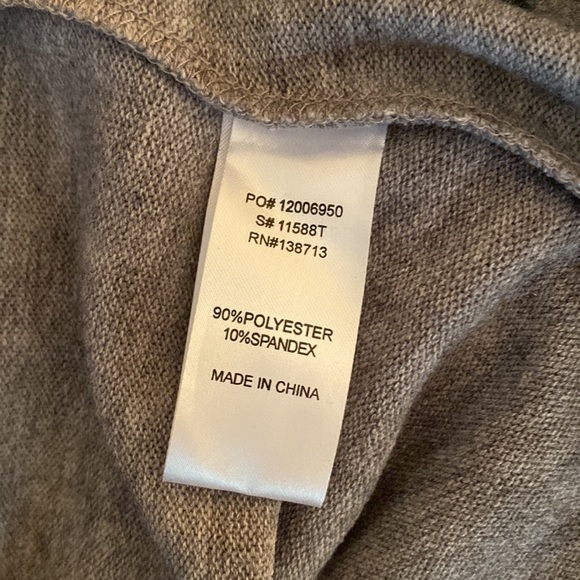 PO# 12006950
S# 11588T
RN#138713
90%POLYESTER
10%SPANDEX
MADE IN CHINA